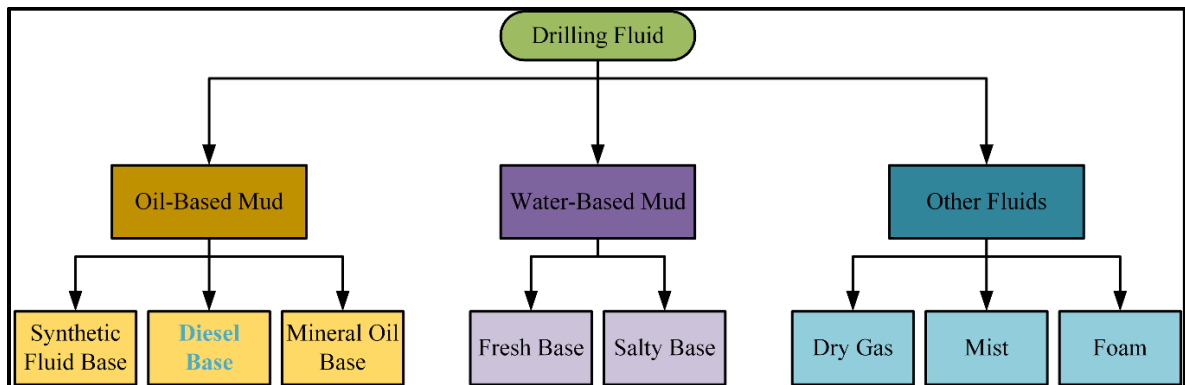 Drilling Fluid
Oil-Based Mud
Water-Based Mud
Other Fluids
Synthetic
Fluid Base
Diesel
Base
Mineral Oil
Base
Fresh Base
Salty Base
Dry Gas
Mist
Foam